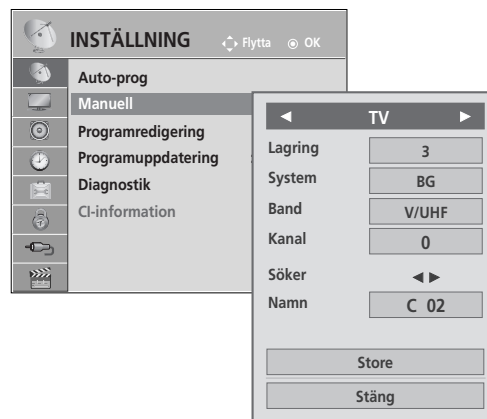 INSTÄLLNING Flytta OK
Auto-prog
Manuell
Programredigering
Programuppdatering
Diagnostik
CI-information
TV
Lagring 3
System BG
Band V/UHF
Kanal 0
Söker
Namn C 02
Store
Stäng